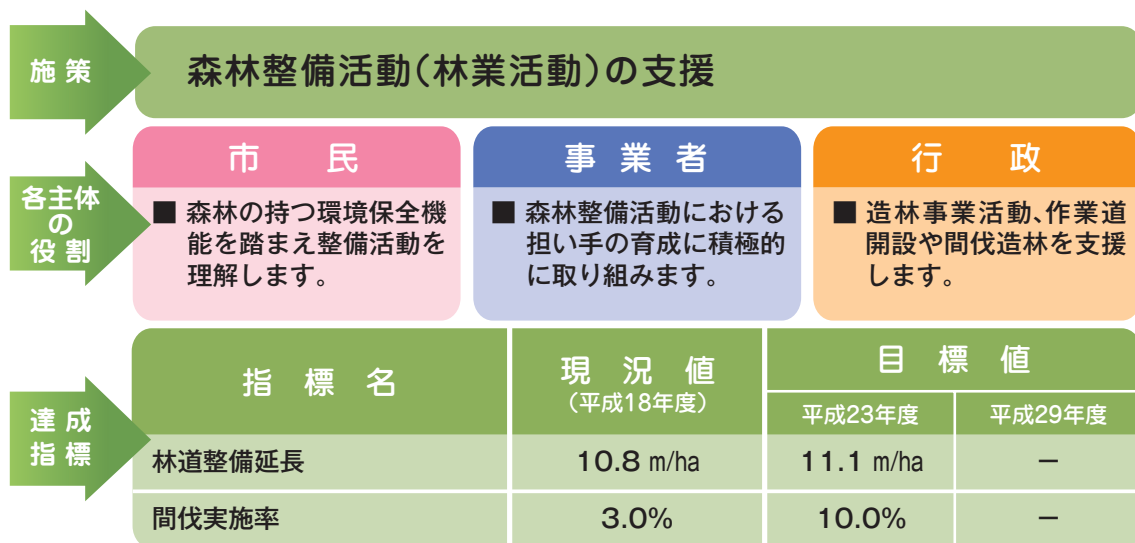 施策
森林整備活動(林業活動)の支援
各主体
の
役割
市民
■ 森林の持つ環境保全機
能を踏まえ整備活動を
理解します。
事業者
■ 森林整備活動における
担い手の育成に積極的
に取り組みます。
行政
■ 造林事業活動、作業道
開設や間伐造林を支援
します。
達成
指標
指標名
現況値
(平成18年度)
目標値
平成23年度 平成29年度
林道整備延長 10.8 m/ha 11.1 m/ha －
間伐実施率 3.0% 10.0% －